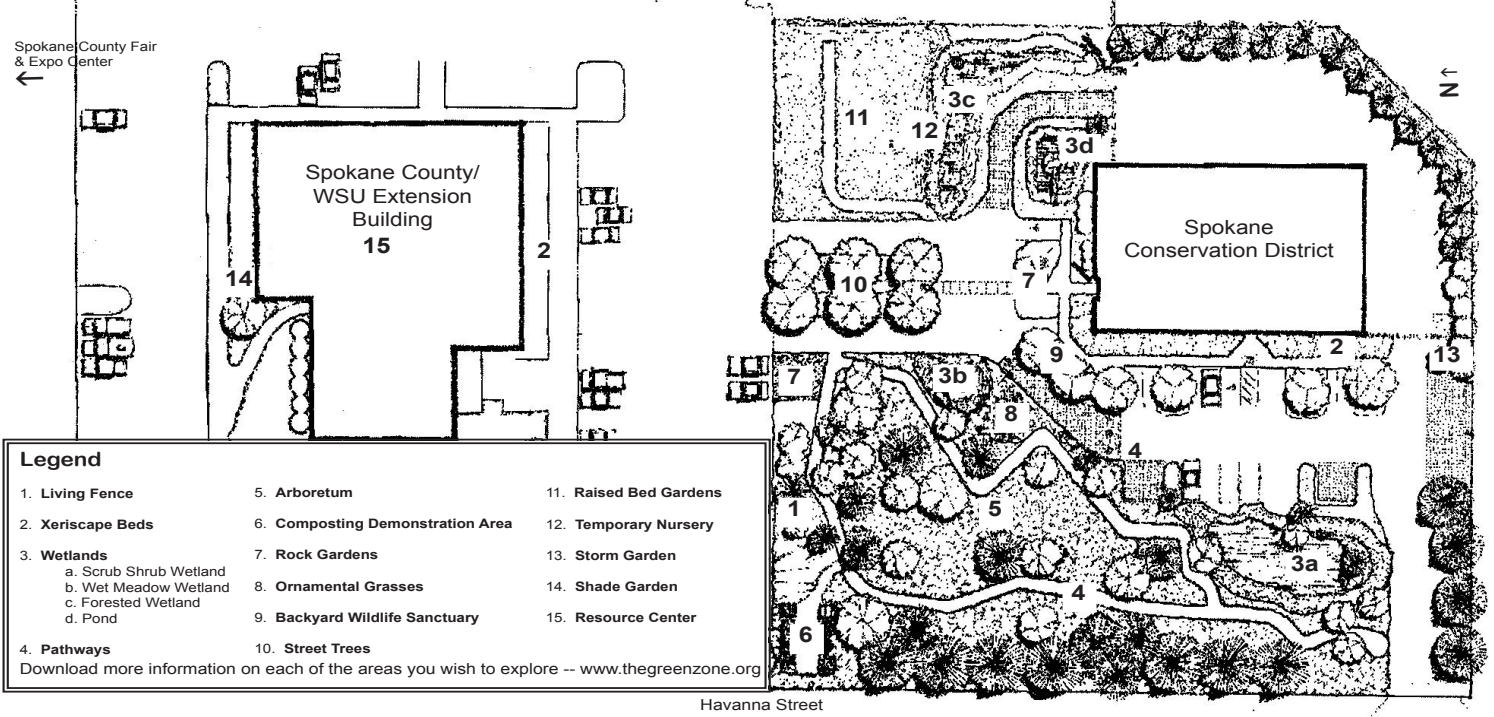 Spokane County Fair
& Expo Center
←
Spokane County/
WSU Extension
Building
15
14
2
11
12
3c
3d
N
←
Spokane
Conservation District
10
7
9
2
13
7
3b
8
4
1
5
3a
4
6
Legend
1. Living Fence
2. Xeriscape Beds
3. Wetlands
a. Scrub Shrub Wetland
b. Wet Meadow Wetland
c. Forested Wetland
d. Pond
4. Pathways
5. Arboretum
6. Composting Demonstration Area
7. Rock Gardens
8. Ornamental Grasses
9. Backyard Wildlife Sanctuary
10. Street Trees
11. Raised Bed Gardens
12. Temporary Nursery
13. Storm Garden
14. Shade Garden
15. Resource Center
Download more information on each of the areas you wish to explore -- www.thegreenzone.org
Havanna Street